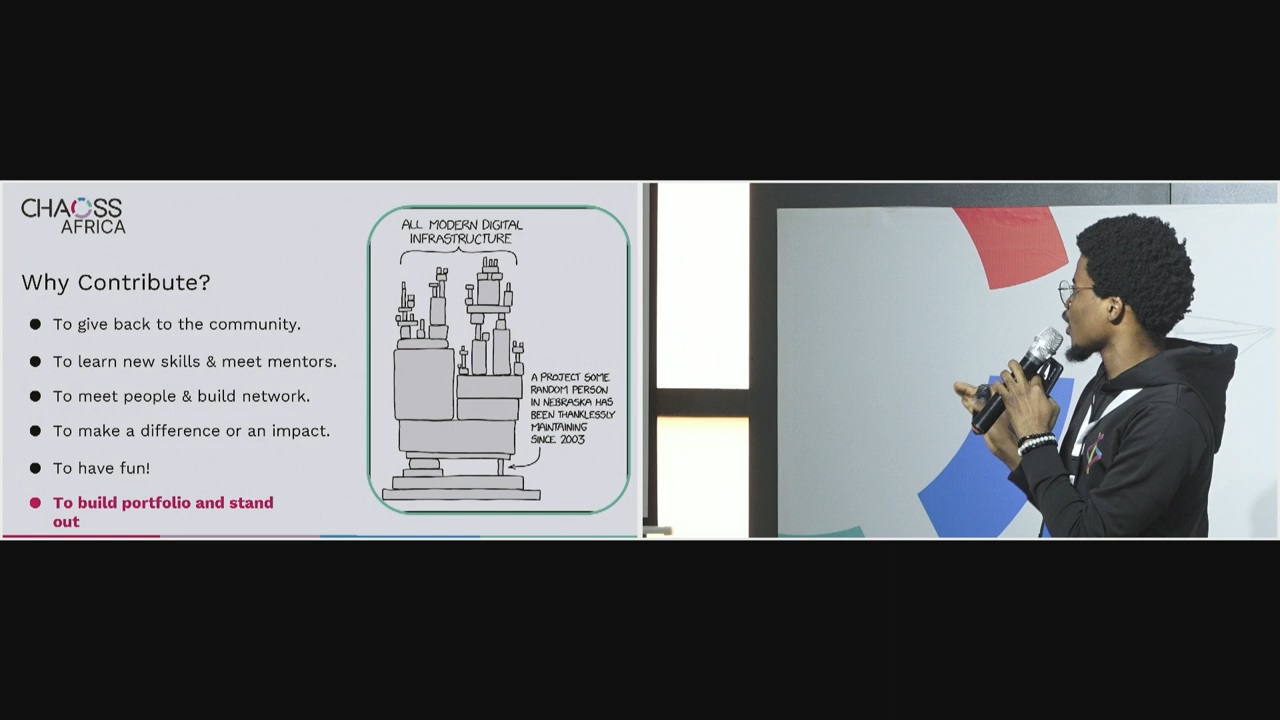 CHAOSS
AFRICA
Why Contribute?
To give back to the community.
To learn new skills & meet mentors.
To meet people & build network.
To make a difference or an impact.
To have fun!
To build portfolio and stand
out
ALL MODERN DIGITAL
INFRASTRUCTURE
A PROJECT SOME
RANDOM PERSON
IN NEBRASKA HAS
BEEN THANKLESSLY
MAINTAINING
SINCE 2003